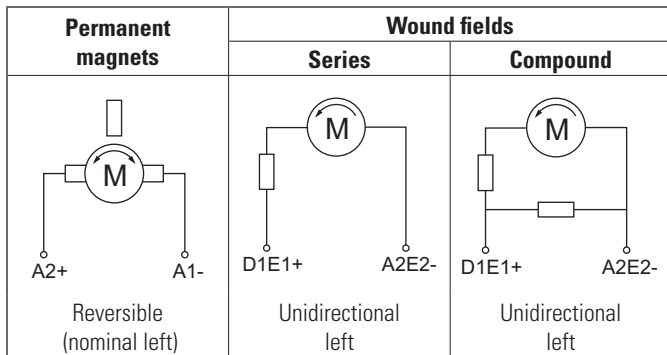 Permanent
magnets
Wound fields
Series
Compound
M
A2+
A1-
M
D1E1+
A2E2-
M
D1E1+
A2E2-
Reversible
(nominal left)
Unidirectional
left
Unidirectional
left